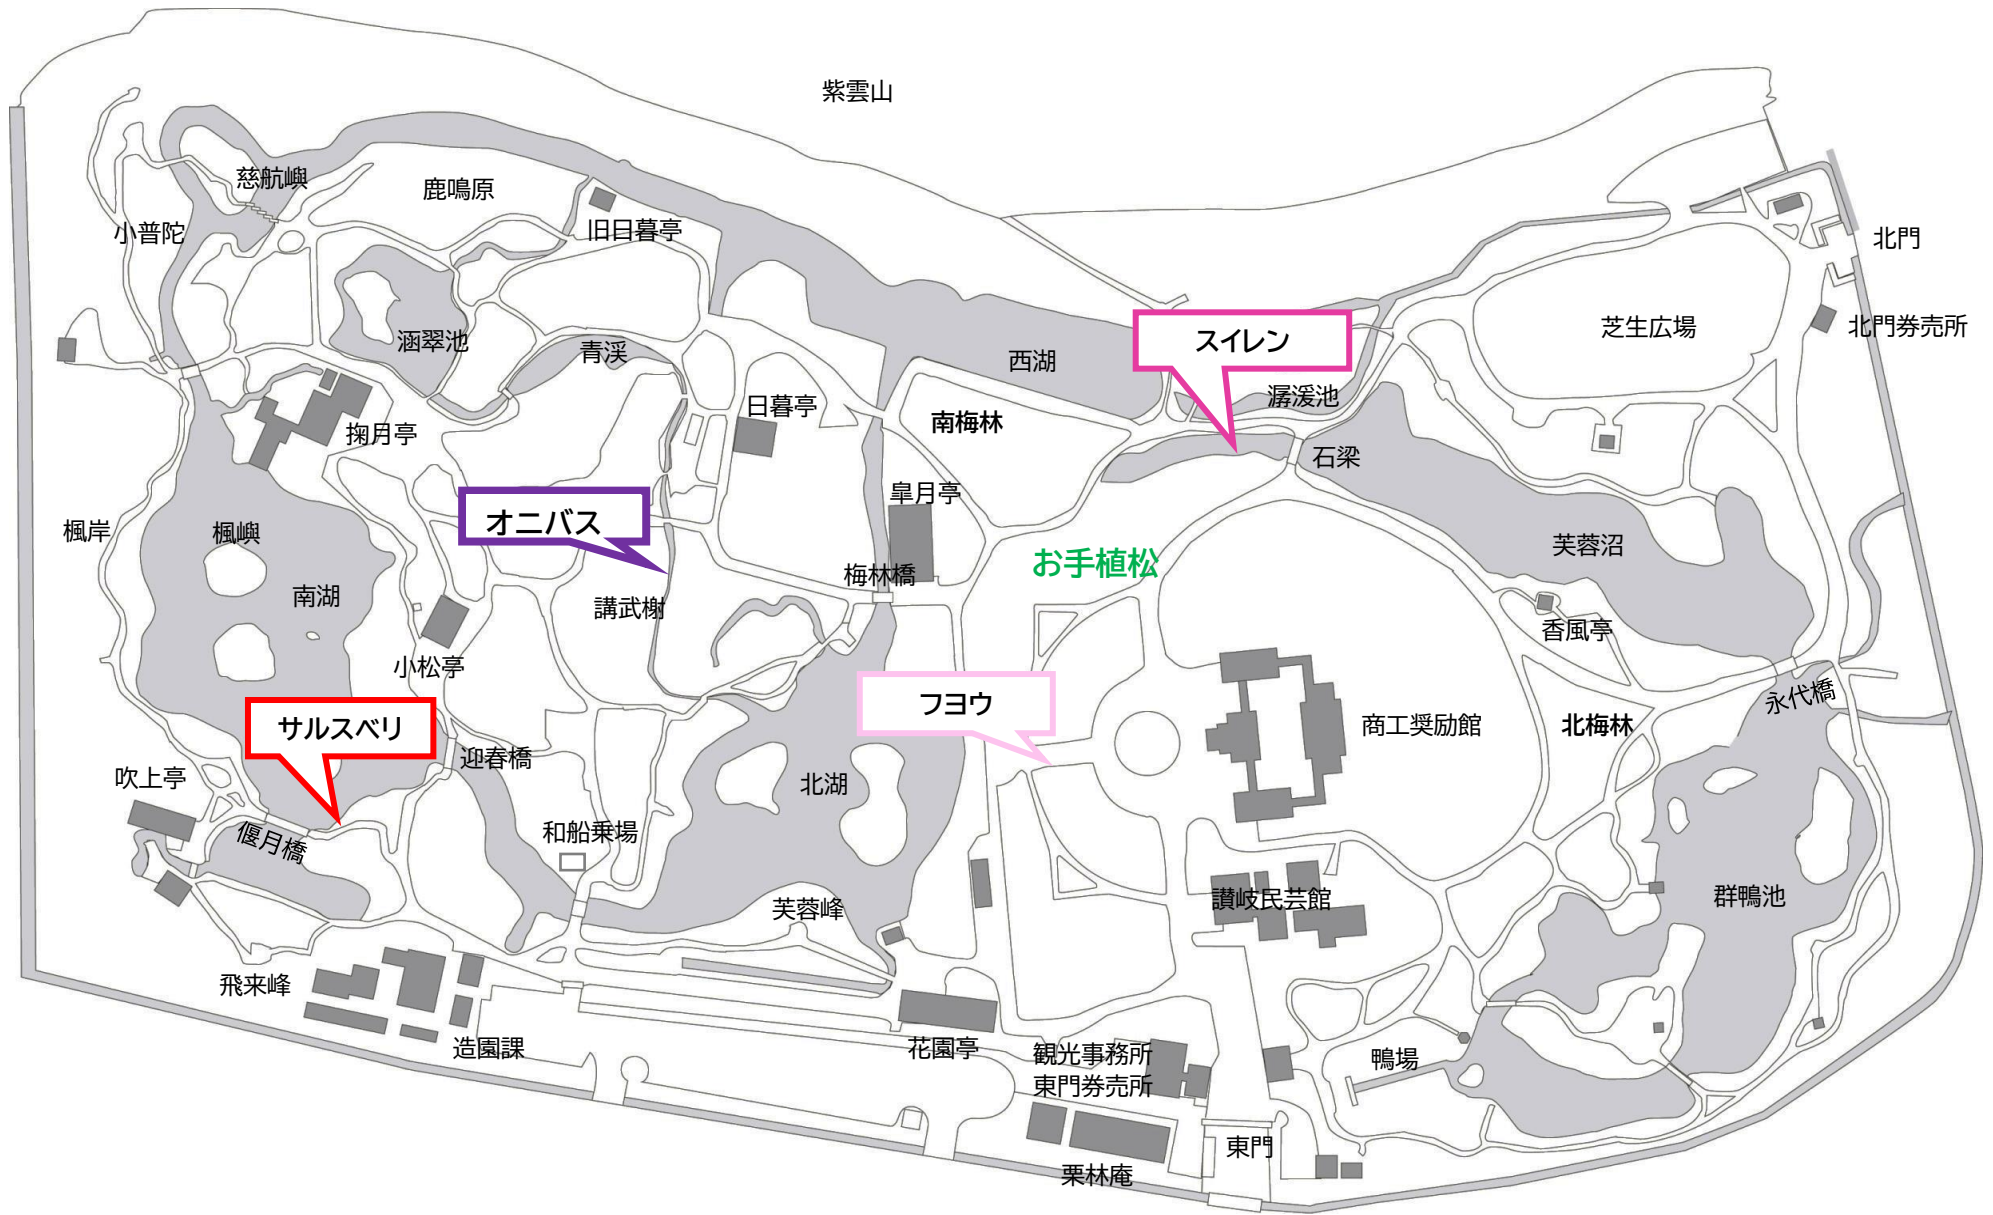 紫雲山
慈航嶼
鹿鳴原
小普陀
旧日暮亭
北門
北門券売所
芝生広場
スイレン
涵翠池
青渓
西湖
潺湲池
日暮亭
南梅林
掬月亭
石梁
皐月亭
オニバス
楓岸
楓嶼
芙蓉沼
お手植松
梅林橋
南湖
講武榭
香風亭
小松亭
フヨウ
永代橋
サルスベリ
商工奨励館
北梅林
迎春橋
吹上亭
北湖
偃月橋
和船乗場
讃岐民芸館
群鴨池
芙蓉峰
飛来峰
造園課
花園亭
観光事務所
東門券売所
鴨場
東門
栗林庵